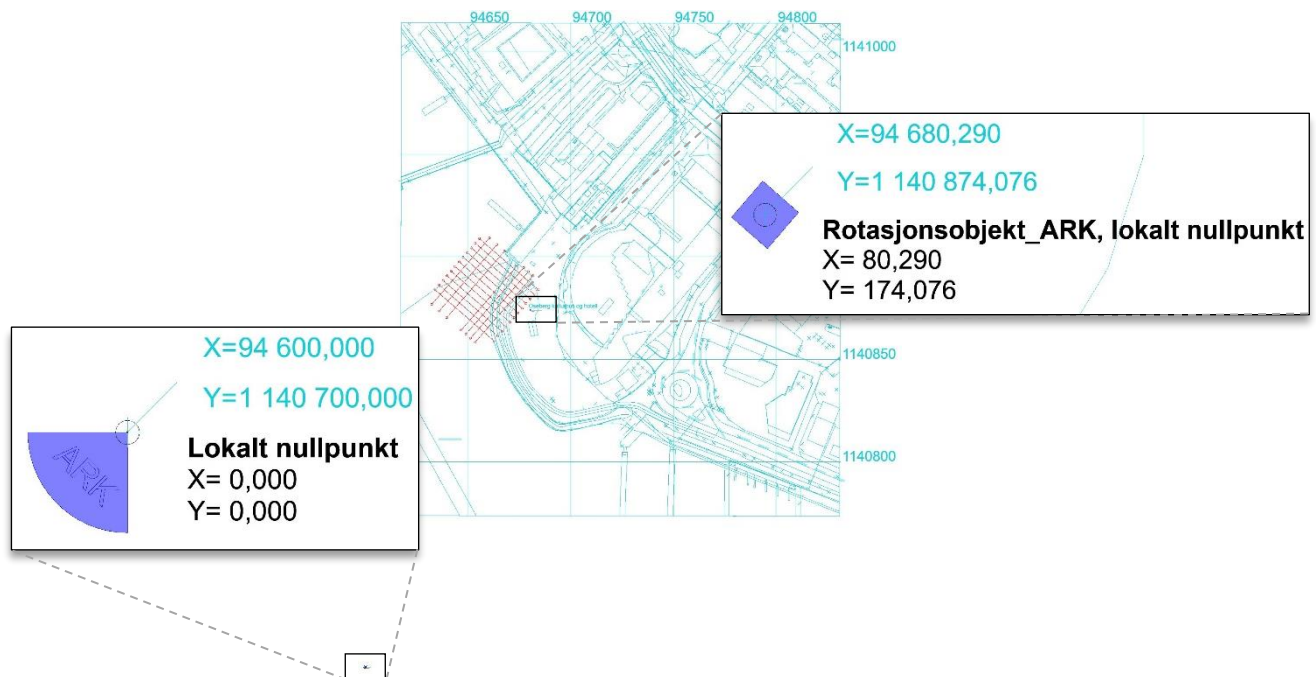 94650 94700 94750 94800
1141000
X=94 680,290
Y=1 140 874,076
Rotasjonsobjekt_ARK, lokalt nullpunkt
X= 80,290
Y= 174,076
1140850
X=94 600,000
Y=1 140 700,000
Lokalt nullpunkt
X= 0,000
Y= 0,000
ARK
1140800